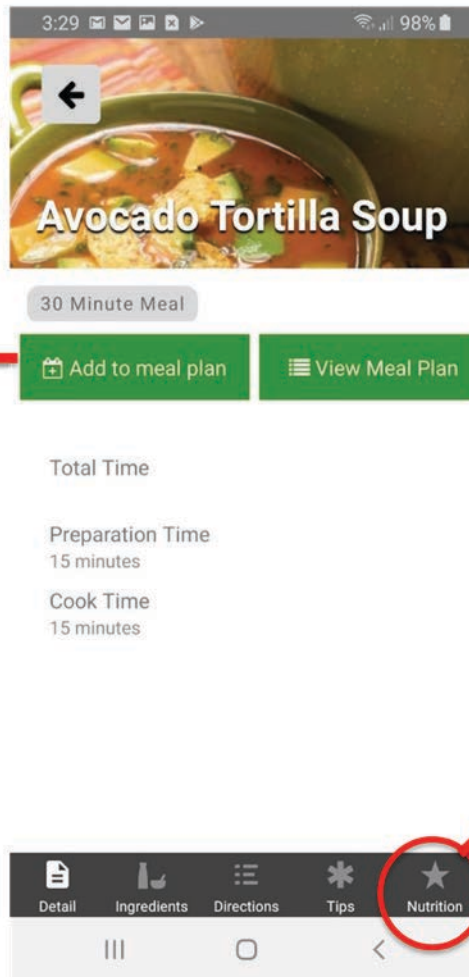 3:29 98%
Avocado Tortilla Soup
30 Minute Meal
Add to meal plan
View Meal Plan
Total Time
Preparation Time
15 minutes
Cook Time
15 minutes
Detail Ingredients Directions Tips Nutrition